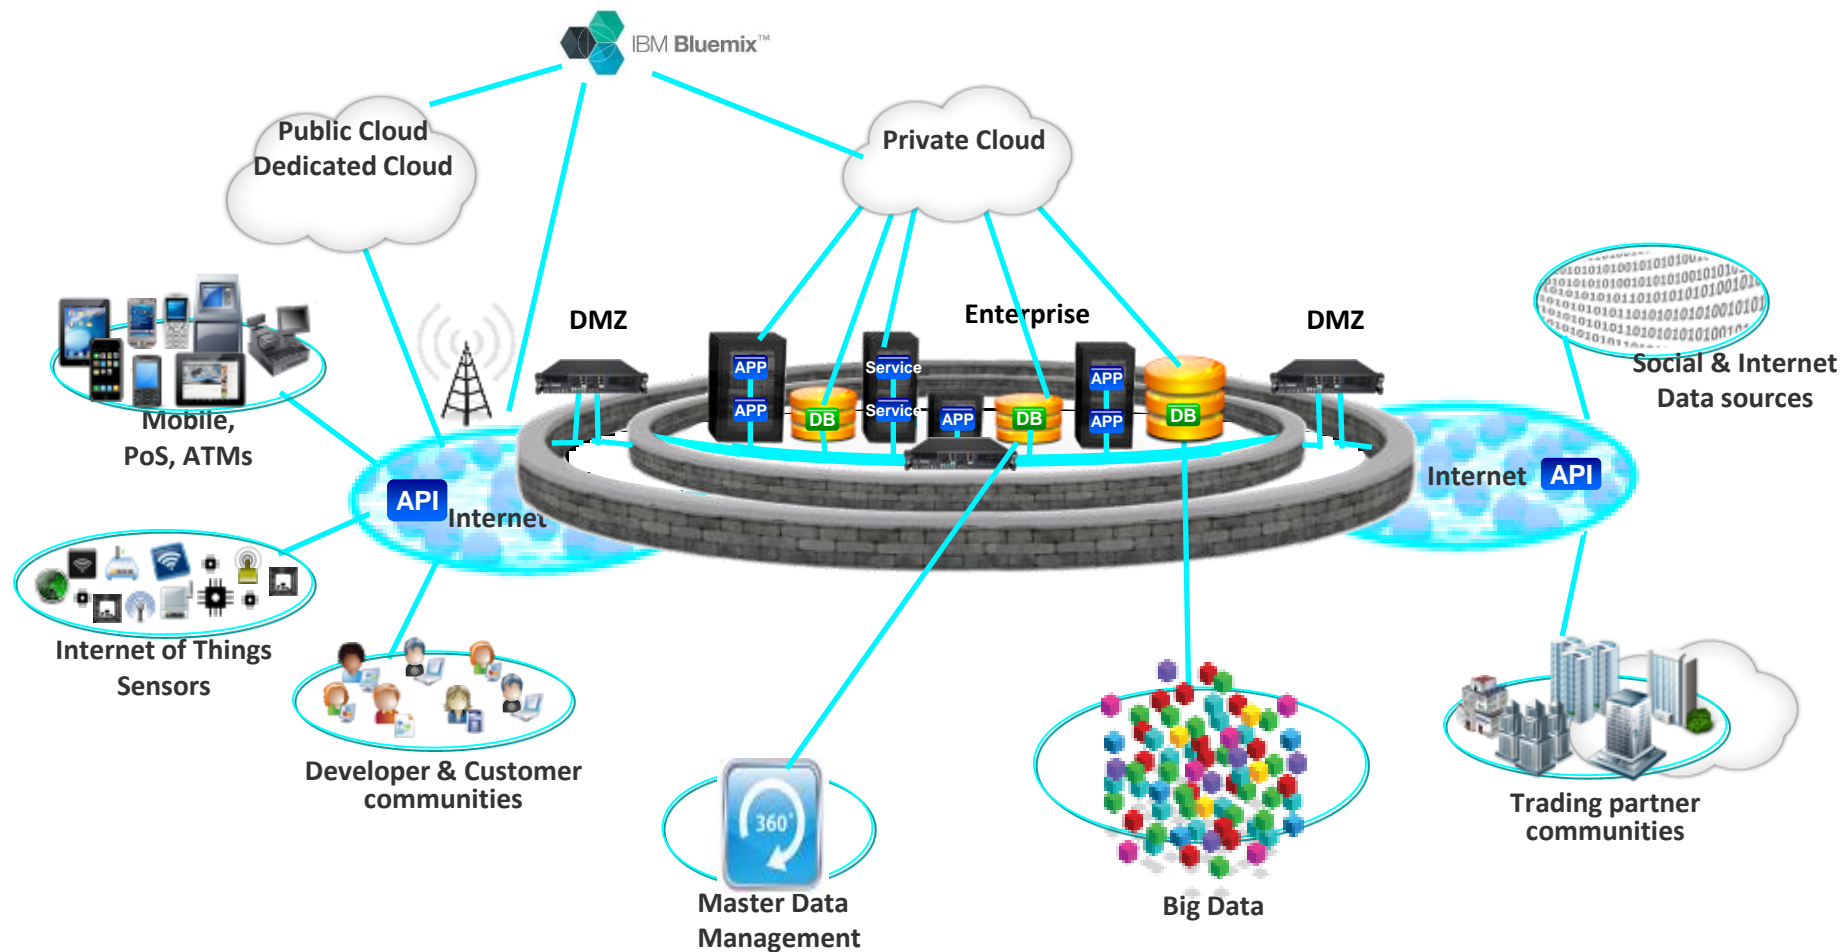 IBM Bluemix™
Public Cloud
Dedicated Cloud
Private Cloud
DMZ
Enterprise
DMZ
Social & Internet
Data sources
Mobile,
PoS, ATMs
APP
APP
DB
Service
Service
APP
DB
APP
APP
DB
API
Internet
Internet
API
Internet of Things
Sensors
Developer & Customer
communities
360°
Master Data
Management
Big Data
Trading partner
communities